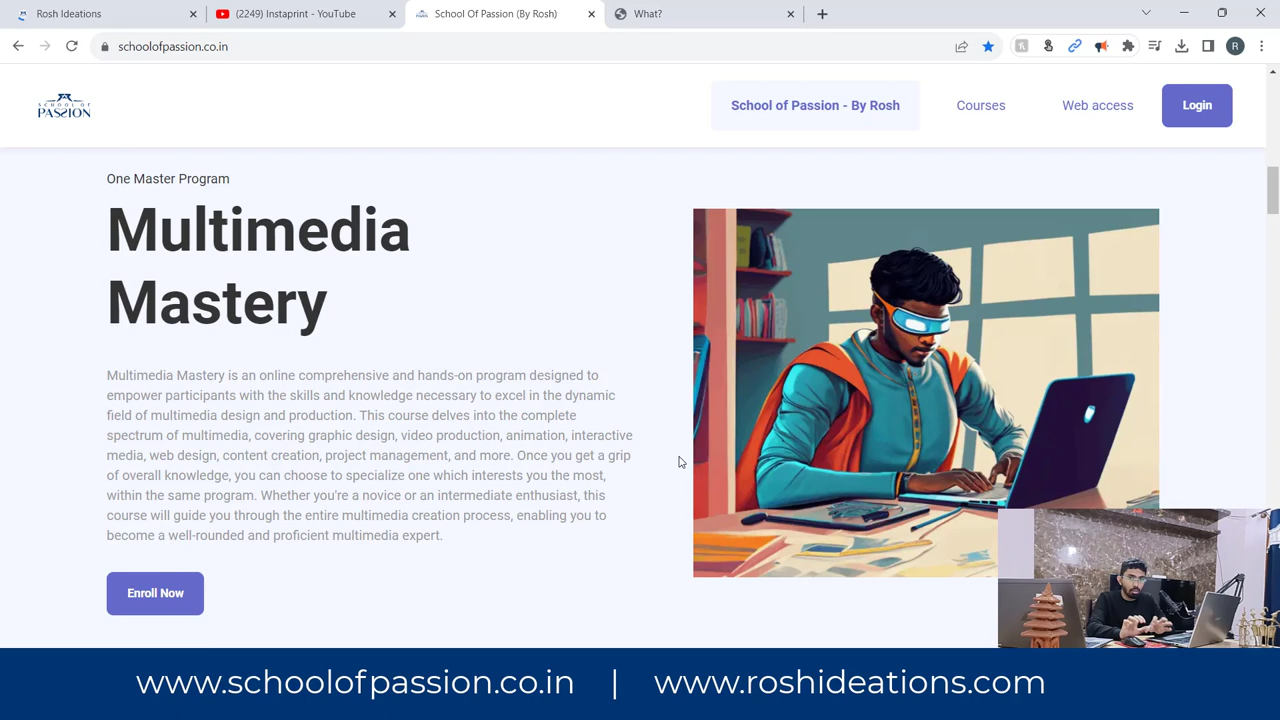 Rosh Ideations
(2249) Instaprint - YouTube
School Of Passion (By Rosh)
What?
schoolofpassion.co.in
R
SCHOOL OF
PASSION
School of Passion - By Rosh
Courses
Web access
Login
One Master Program
Multimedia
Mastery
Multimedia Mastery is an online comprehensive and hands-on program designed to
empower participants with the skills and knowledge necessary to excel in the dynamic
field of multimedia design and production. This course delves into the complete
spectrum of multimedia, covering graphic design, video production, animation, interactive
media, web design, content creation, project management, and more. Once you get a grip
of overall knowledge, you can choose to specialize one which interests you the most,
within the same program. Whether you're a novice or an intermediate enthusiast, this
course will guide you through the entire multimedia creation process, enabling you to
become a well-rounded and proficient multimedia expert.
Enroll Now
www.schoolofpassion.co.in | www.roshideations.com